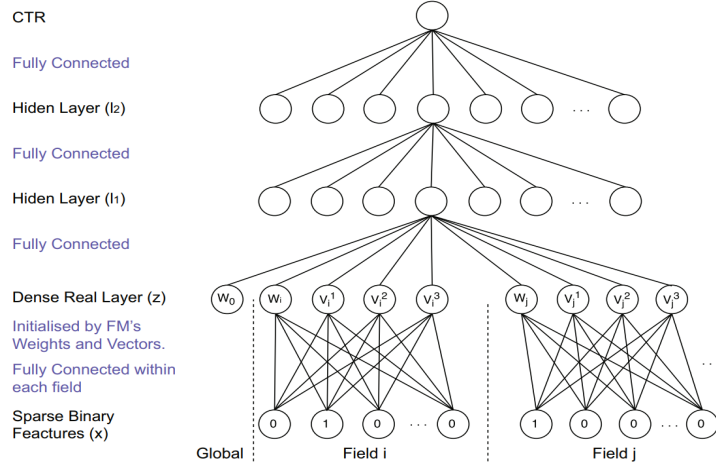 CTR
Fully Connected
Hiden Layer (l₂)
. . .
Fully Connected
Hiden Layer (l₁)
. . .
Fully Connected
Dense Real Layer (z) W₀ Wᵢ Vᵢ¹ Vᵢ² Vᵢ³ Wⱼ Vⱼ¹ Vⱼ² Vⱼ³
Initialised by FM's
Weights and Vectors.
Fully Connected within
each field
. .
Sparse Binary
Feactures (x)
0 1 0 . . . 0 1 0 0 . . . 0
Global Field i Field j